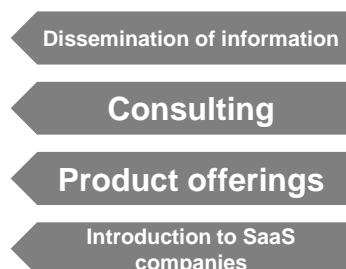 Dissemination of information
Consulting
Product offerings
Introduction to SaaS
companies